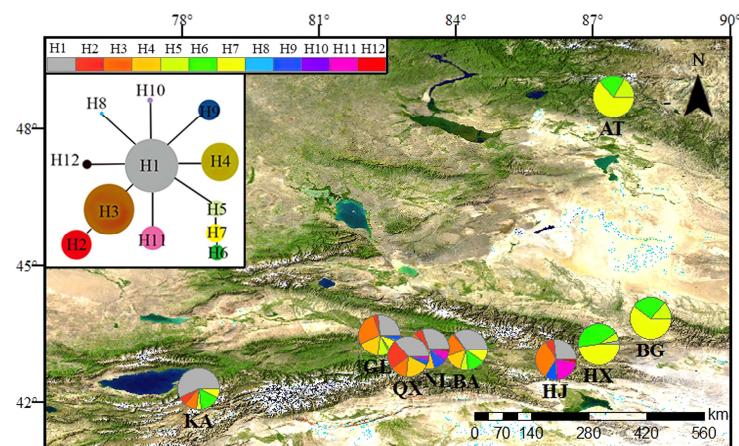 78° 81° 84° 87° 90°
H1 H2 H3 H4 H5 H6 H7 H8 H9 H10 H11 H12
N
H10
H8
H9
AT
48°
H12 H1 H4
H3
H5
H7
H2 H11
H6
45°
BG
GL
NL BA
HX
QX
HJ
42°
KA
km
0 70 140 280 420 560